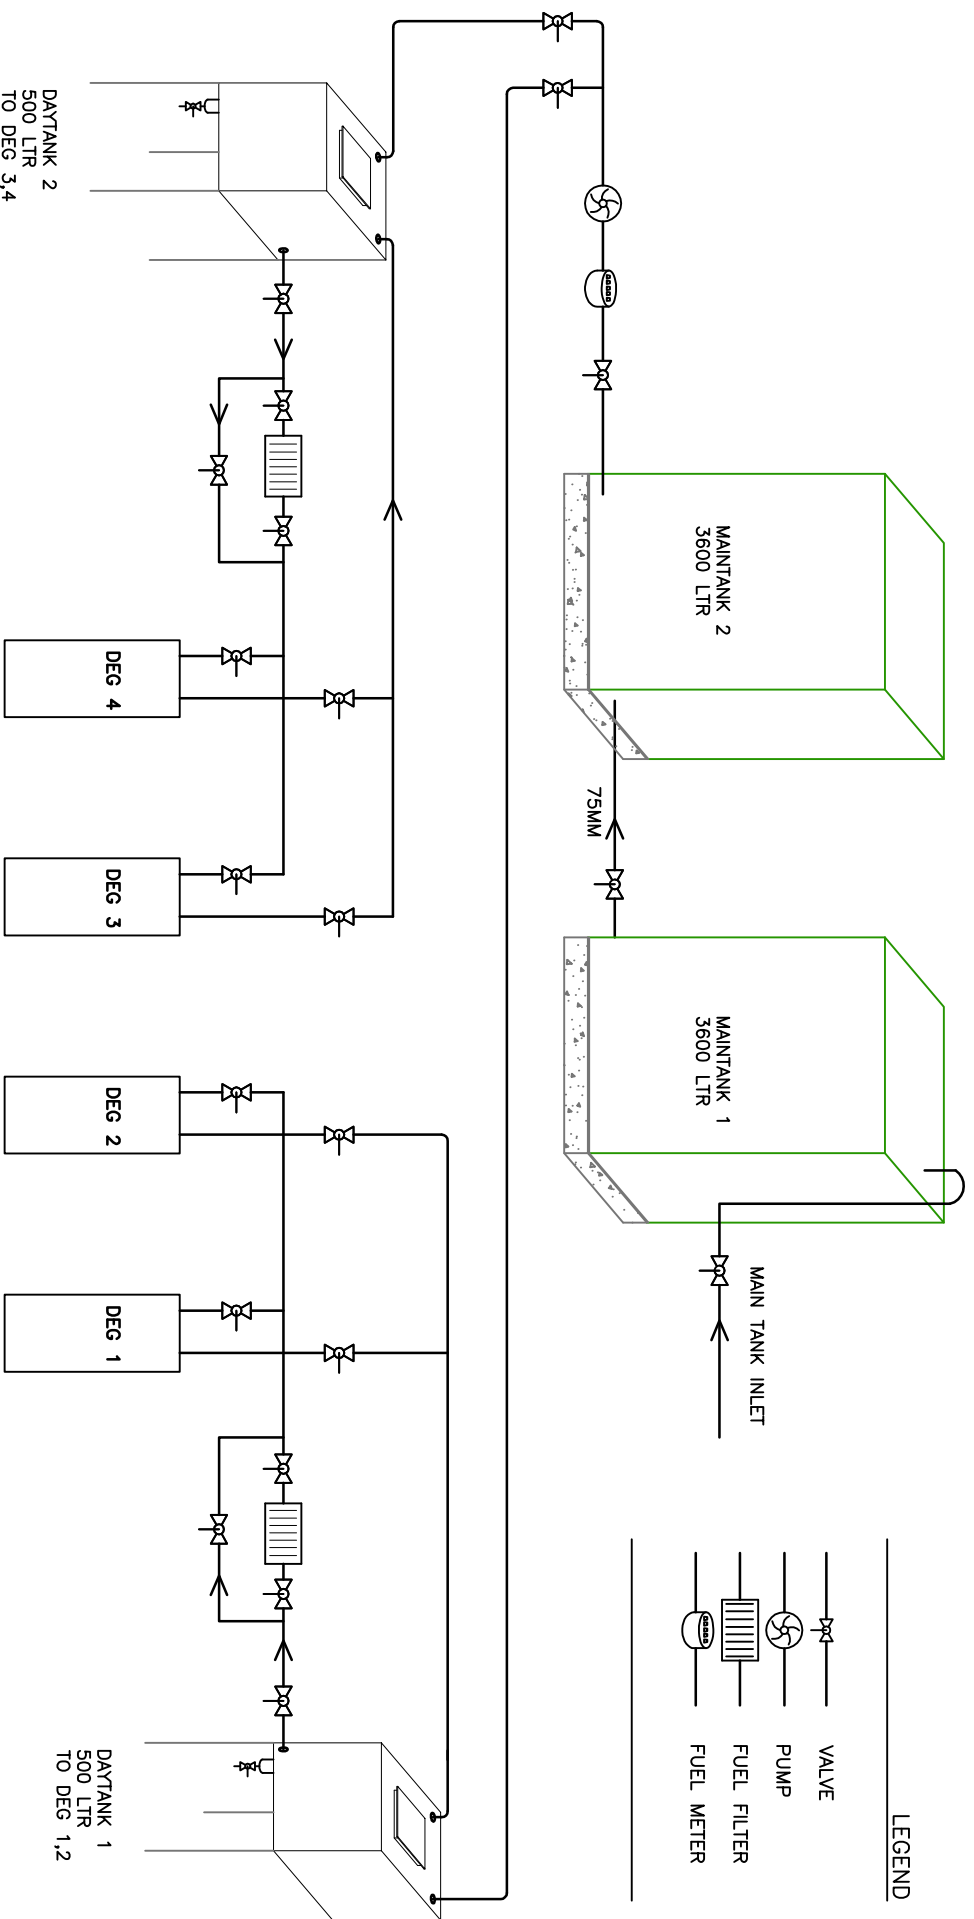 LEGEND
VALVE
PUMP
FUEL FILTER
FUEL METER
MAIN TANK INLET
MAINTANK 1
3600 LTR
75MM
MAINTANK 2
3600 LTR
DAYTANK 2
500 LTR
TO DEG 3,4
DEG 4
DEG 3
DEG 2
DEG 1
DAYTANK 1
500 LTR
TO DEG 1,2